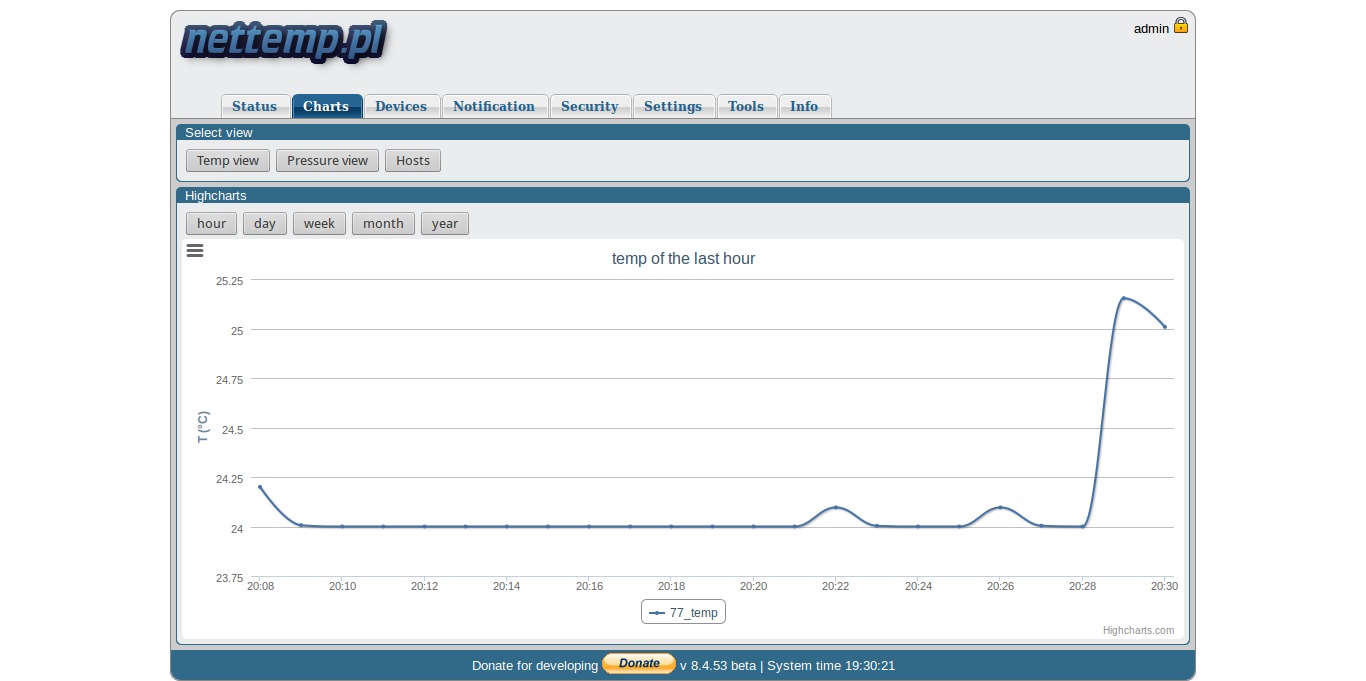 nettemp.pl
admin
Status Charts Devices Notification Security Settings Tools Info
Select view
Temp view Pressure view Hosts
Highcharts
hour day week month year
temp of the last hour
25.25
25
24.75
24.5
24.25
24
23.75
T (°C)
20:08 20:10 20:12 20:14 20:16 20:18 20:20 20:22 20:24 20:26 20:28 20:30
77_temp
Highcharts.com
Donate for developing Donate v 8.4.53 beta | System time 19:30:21